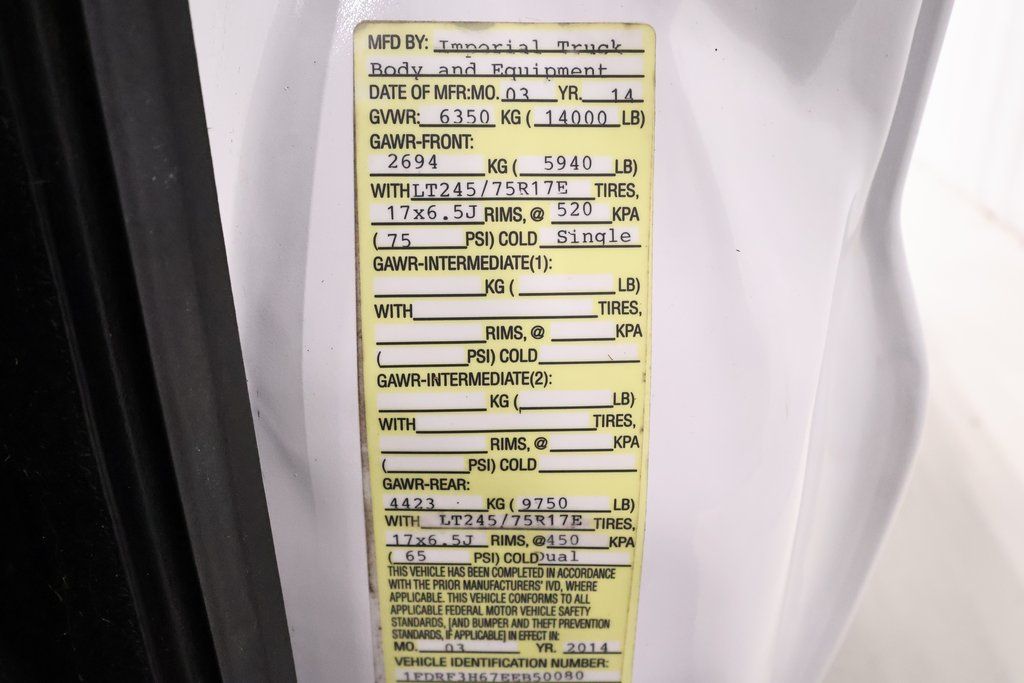 MFD BY: Imperial Truck
Body and Equipment
DATE OF MFR:MO. 03 YR. 14
GVWR: 6350 KG ( 14000 LB)
GAWR-FRONT:
2694 KG ( 5940 LB)
WITH LT245/75R17E TIRES,
17x6.5J RIMS, @ 520 KPA
( 75 PSI) COLD Single
GAWR-INTERMEDIATE(1):
KG ( LB)
WITH TIRES,
RIMS, @ KPA
( PSI) COLD
GAWR-INTERMEDIATE(2):
KG ( LB)
WITH TIRES,
RIMS, @ KPA
( PSI) COLD
GAWR-REAR:
4423 KG ( 9750 LB)
WITH LT245/75R17E TIRES,
17x6.5J RIMS, @ 450 KPA
( 65 PSI) COLD Dual
THIS VEHICLE HAS BEEN COMPLETED IN ACCORDANCE
WITH THE PRIOR MANUFACTURERS' IVD, WHERE
APPLICABLE. THIS VEHICLE CONFORMS TO ALL
APPLICABLE FEDERAL MOTOR VEHICLE SAFETY
STANDARDS, [AND BUMPER AND THEFT PREVENTION
STANDARDS, IF APPLICABLE] IN EFFECT IN:
MO. 03 YR. 2014
VEHICLE IDENTIFICATION NUMBER:
1FDRF3H67EEB50080